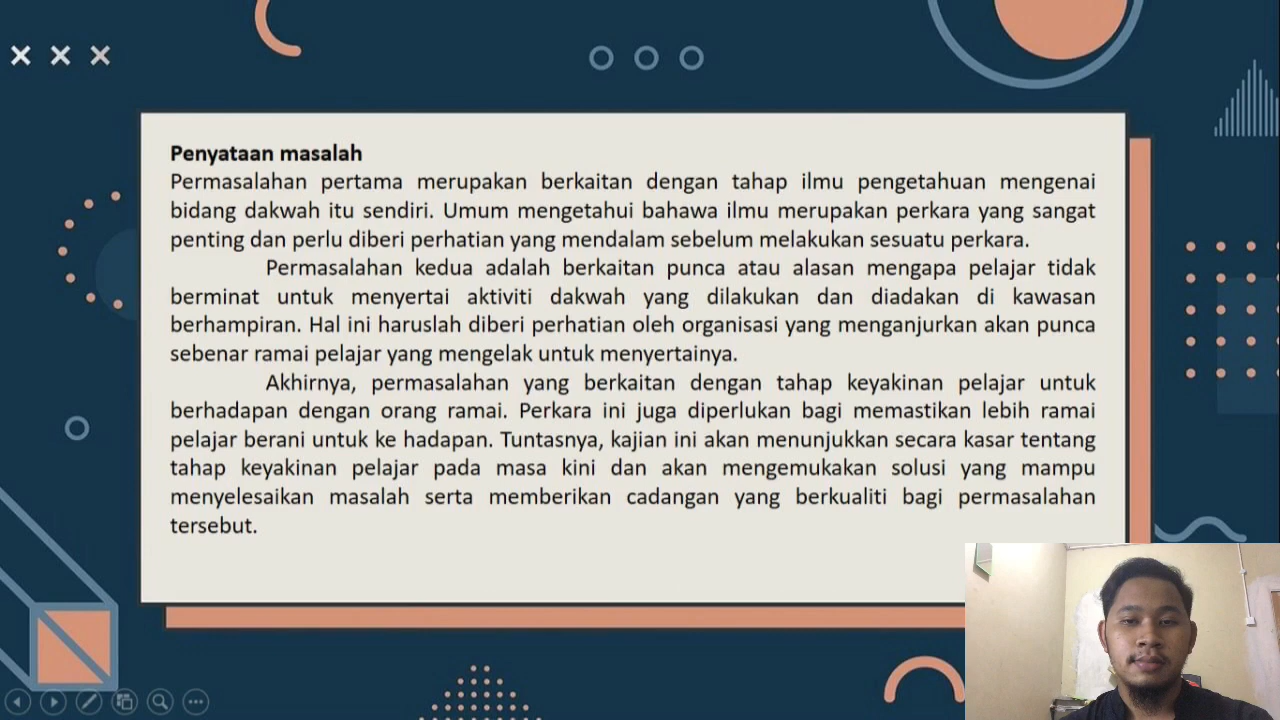 Penyataan masalah
Permasalahan pertama merupakan berkaitan dengan tahap ilmu pengetahuan mengenai
bidang dakwah itu sendiri. Umum mengetahui bahawa ilmu merupakan perkara yang sangat
penting dan perlu diberi perhatian yang mendalam sebelum melakukan sesuatu perkara.
Permasalahan kedua adalah berkaitan punca atau alasan mengapa pelajar tidak
berminat untuk menyertai aktiviti dakwah yang dilakukan dan diadakan di kawasan
berhampiran. Hal ini haruslah diberi perhatian oleh organisasi yang menganjurkan akan punca
sebenar ramai pelajar yang mengelak untuk menyertainya.
Akhirnya, permasalahan yang berkaitan dengan tahap keyakinan pelajar untuk
berhadapan dengan orang ramai. Perkara ini juga diperlukan bagi memastikan lebih ramai
pelajar berani untuk ke hadapan. Tuntasnya, kajian ini akan menunjukkan secara kasar tentang
tahap keyakinan pelajar pada masa kini dan akan mengemukakan solusi yang mampu
menyelesaikan masalah serta memberikan cadangan yang berkualiti bagi permasalahan
tersebut.